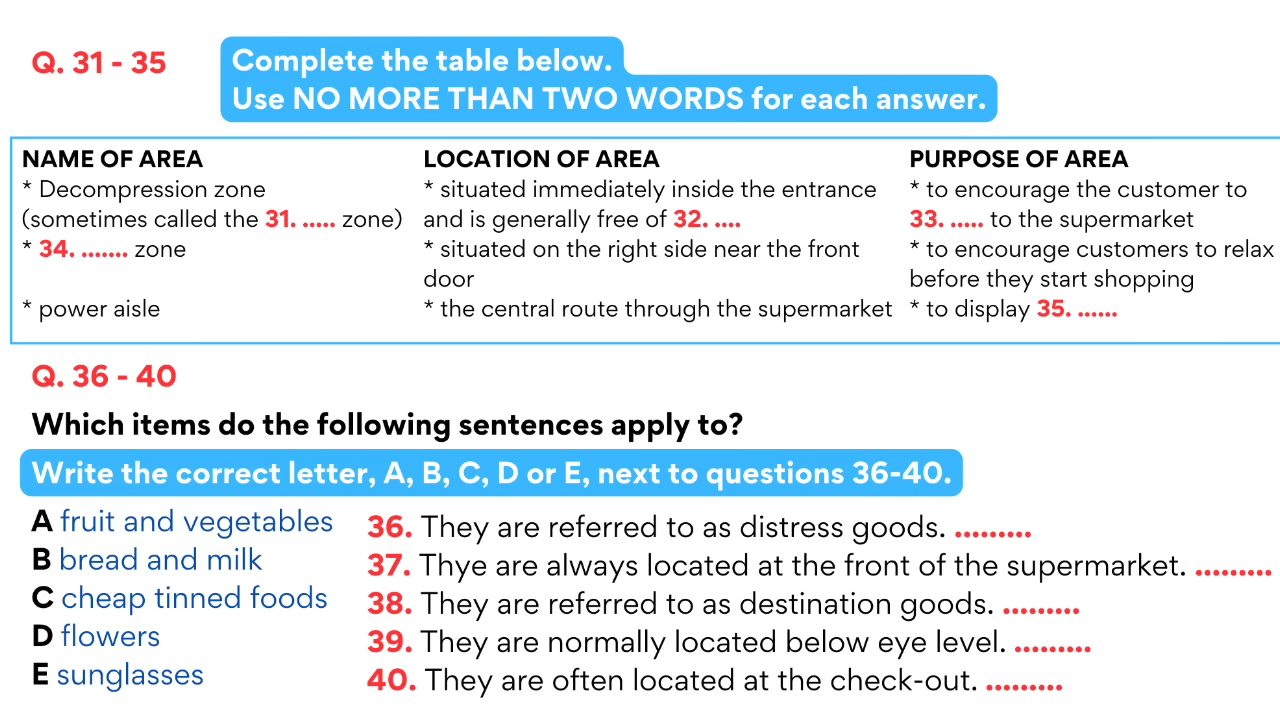 Q. 31 - 35
Complete the table below.
Use NO MORE THAN TWO WORDS for each answer.
NAME OF AREA
* Decompression zone
(sometimes called the 31. ..... zone)
* 34. ....... zone
* power aisle
LOCATION OF AREA
* situated immediately inside the entrance
and is generally free of 32. ....
* situated on the right side near the front
door
* the central route through the supermarket
PURPOSE OF AREA
* to encourage the customer to
33. ..... to the supermarket
* to encourage customers to relax
before they start shopping
* to display 35. ......
Q. 36 - 40
Which items do the following sentences apply to?
Write the correct letter, A, B, C, D or E, next to questions 36-40.
A fruit and vegetables
B bread and milk
C cheap tinned foods
D flowers
E sunglasses
36. They are referred to as distress goods. .........
37. Thye are always located at the front of the supermarket. .........
38. They are referred to as destination goods. .........
39. They are normally located below eye level. .........
40. They are often located at the check-out. .........